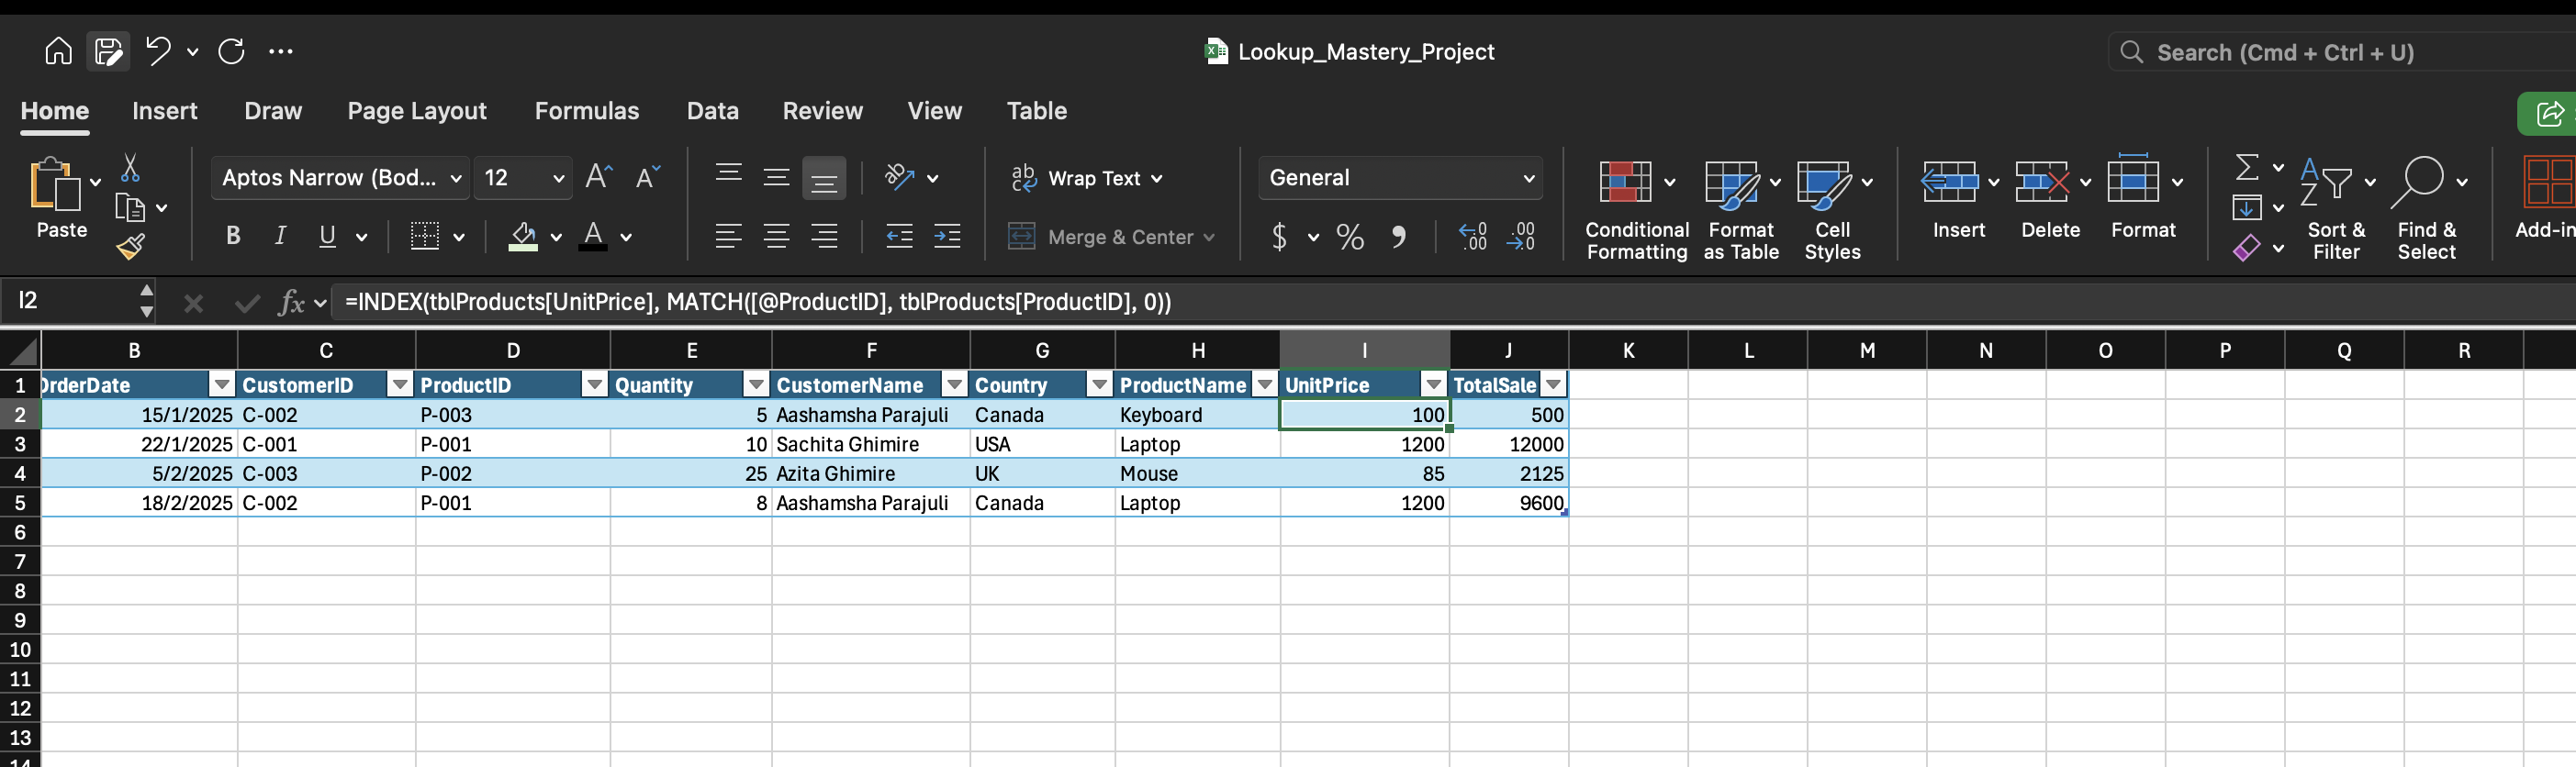 Lookup_Mastery_Project
Search (Cmd + Ctrl + U)
Home Insert Draw Page Layout Formulas Data Review View Table
Paste
Aptos Narrow (Bod... 12 A A
B I U A
ab c Wrap Text
Merge & Center
General
$ % , .00 .00
Conditional Formatting
Format as Table
Cell Styles
Insert
Delete
Format
Sort & Filter
Find & Select
Add-in
I2 fx =INDEX(tblProducts[UnitPrice], MATCH([@ProductID], tblProducts[ProductID], 0))
B C D E F G H I J K L M N O P Q R
1 OrderDate CustomerID ProductID Quantity CustomerName Country ProductName UnitPrice TotalSale
2 15/1/2025 C-002 P-003 5 Aashamsha Parajuli Canada Keyboard 100 500
3 22/1/2025 C-001 P-001 10 Sachita Ghimire USA Laptop 1200 12000
4 5/2/2025 C-003 P-002 25 Azita Ghimire UK Mouse 85 2125
5 18/2/2025 C-002 P-001 8 Aashamsha Parajuli Canada Laptop 1200 9600
6
7
8
9
10
11
12
13
14